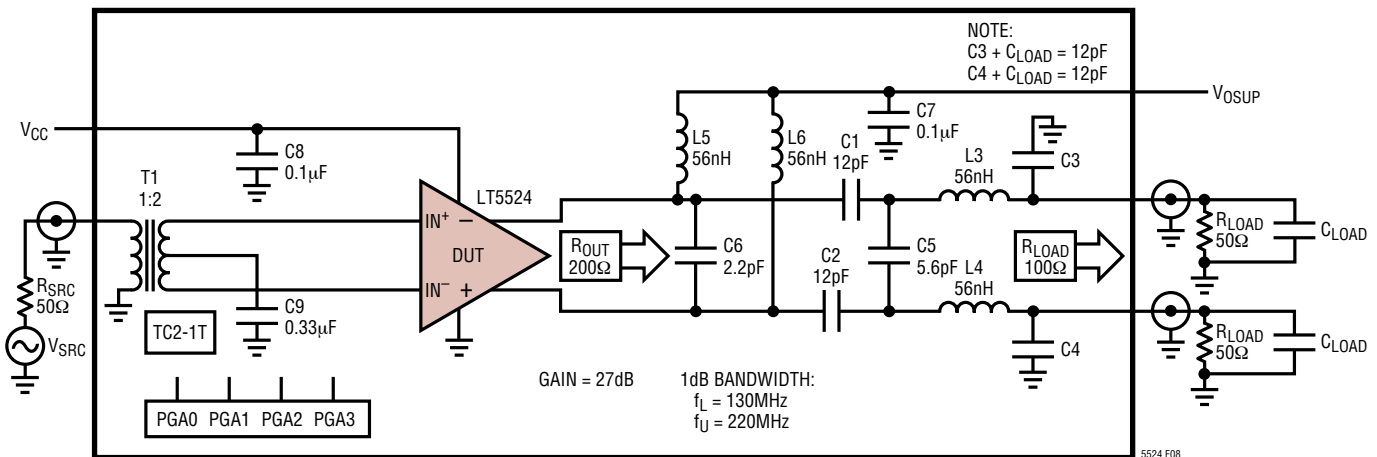 NOTE:
C3 + CLOAD = 12pF
C4 + CLOAD = 12pF
VOSUP
VCC
C8
0.1μF
L5
56nH
L6
56nH
C7
0.1μF
C1
12pF
L3
56nH
C3
T1
1:2
LT5524
IN+
−
DUT
IN−
+
ROUT
200Ω
C6
2.2pF
C2
12pF
C5
5.6pF
L4
56nH
RLOAD
100Ω
RLOAD
50Ω
CLOAD
RSRC
50Ω
VSRC
TC2-1T
C9
0.33μF
C4
RLOAD
50Ω
CLOAD
PGA0 PGA1 PGA2 PGA3
GAIN = 27dB
1dB BANDWIDTH:
fL = 130MHz
fU = 220MHz
5524 F08